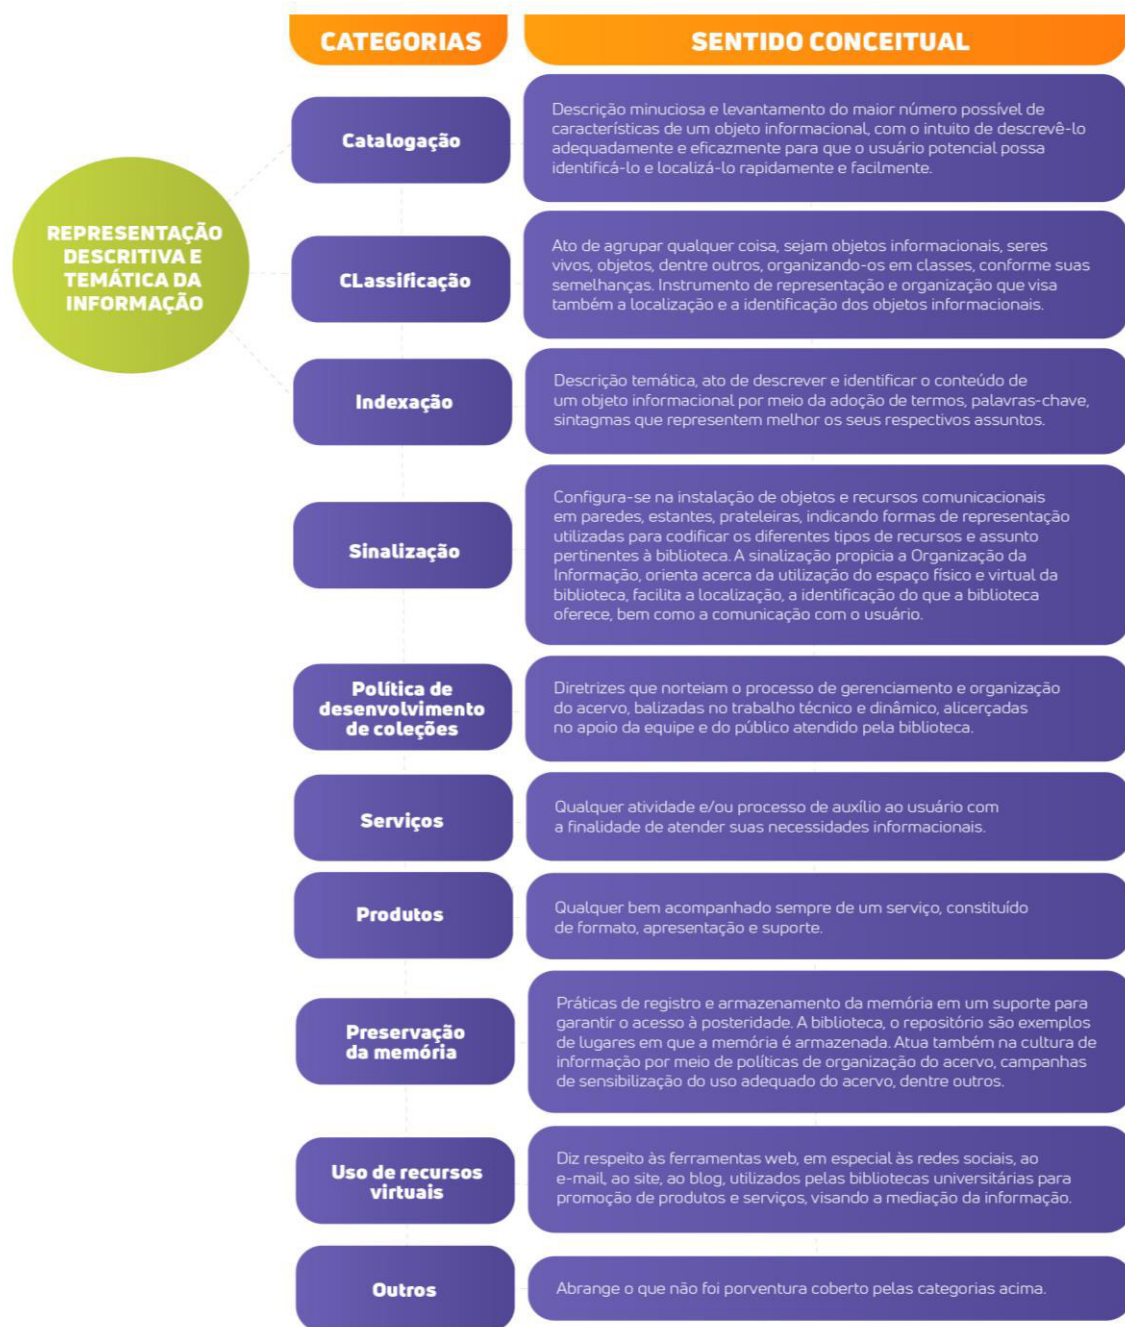 CATEGORIAS
SENTIDO CONCEITUAL
REPRESENTAÇÃO
DESCRITIVA E
TEMÁTICA DA
INFORMAÇÃO
Catalogação
Descrição minuciosa e levantamento do maior número possível de
características de um objeto informacional, com o intuito de descrevê-lo
adequadamente e eficazmente para que o usuário potencial possa
identificá-lo e localizá-lo rapidamente e facilmente.
CLassificação
Ato de agrupar qualquer coisa, sejam objetos informacionais, seres
vivos, objetos, dentre outros, organizando-os em classes, conforme suas
semelhanças. Instrumento de representação e organização que visa
também a localização e a identificação dos objetos informacionais.
Indexação
Descrição temática, ato de descrever e identificar o conteúdo de
um objeto informacional por meio da adoção de termos, palavras-chave,
sintagmas que representem melhor os seus respectivos assuntos.
Sinalização
Configura-se na instalação de objetos e recursos comunicacionais
em paredes, estantes, prateleiras, indicando formas de representação
utilizadas para codificar os diferentes tipos de recursos e assunto
pertinentes à biblioteca. A sinalização propicia a Organização da
Informação, orienta acerca da utilização do espaço físico e virtual da
biblioteca, facilita a localização, a identificação do que a biblioteca
oferece, bem como a comunicação com o usuário.
Política de
desenvolvimento
de coleções
Diretrizes que norteiam o processo de gerenciamento e organização
do acervo, balizadas no trabalho técnico e dinâmico, alicerçadas
no apoio da equipe e do público atendido pela biblioteca.
Serviços
Qualquer atividade e/ou processo de auxílio ao usuário com
a finalidade de atender suas necessidades informacionais.
Produtos
Qualquer bem acompanhado sempre de um serviço, constituído
de formato, apresentação e suporte.
Preservação
da memória
Práticas de registro e armazenamento da memória em um suporte para
garantir o acesso à posteridade. A biblioteca, o repositório são exemplos
de lugares em que a memória é armazenada. Atua também na cultura de
informação por meio de políticas de organização do acervo, campanhas
de sensibilização do uso adequado do acervo, dentre outros.
Uso de recursos
virtuais
Diz respeito às ferramentas web, em especial às redes sociais, ao
e-mail, ao site, ao blog, utilizados pelas bibliotecas universitárias para
promoção de produtos e serviços, visando a mediação da informação.
Outros
Abrange o que não foi porventura coberto pelas categorias acima.